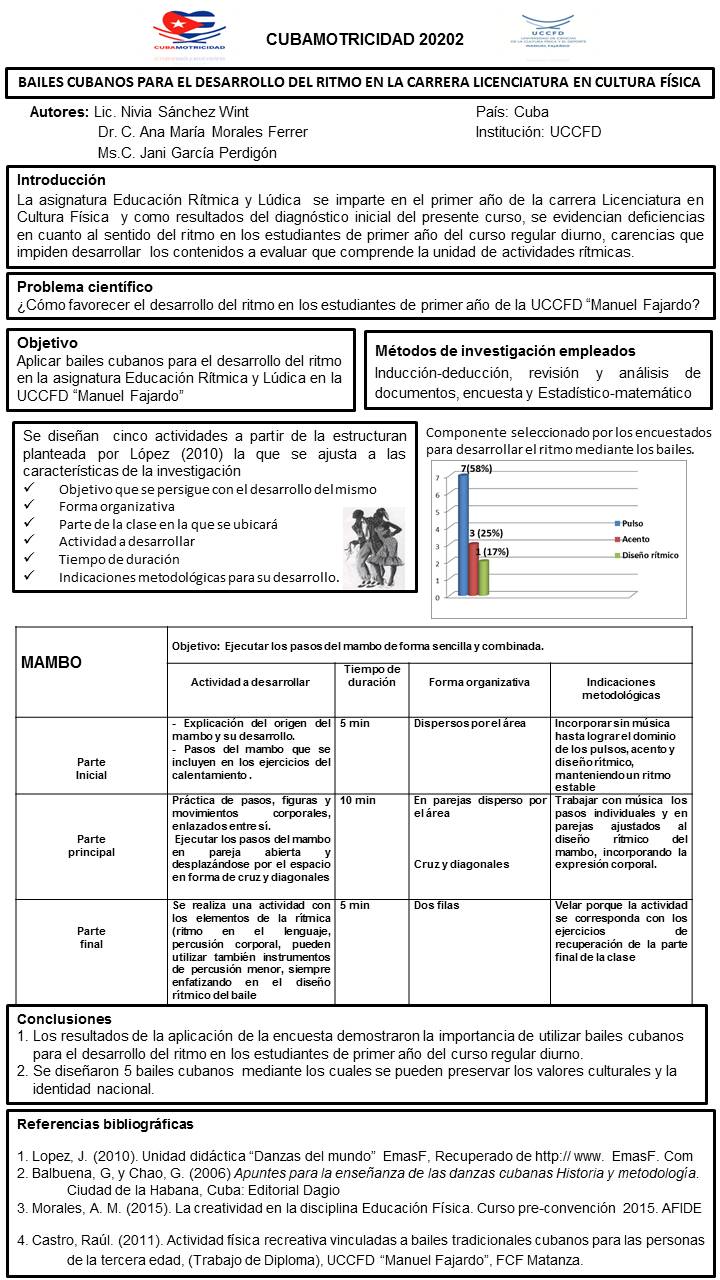 CUBAMOTRICIDAD
CUBAMOTRICIDAD 20202
UCCFD
UNIVERSIDAD DE CIENCIAS
DE LA CULTURA FÍSICA Y EL DEPORTE
MANUEL FAJARDO
BAILES CUBANOS PARA EL DESARROLLO DEL RITMO EN LA CARRERA LICENCIATURA EN CULTURA FÍSICA
Autores: Lic. Nivia Sánchez Wint
Dr. C. Ana María Morales Ferrer
Ms.C. Jani García Perdigón
País: Cuba
Institución: UCCFD
Introducción
La asignatura Educación Rítmica y Lúdica se imparte en el primer año de la carrera Licenciatura en
Cultura Física y como resultados del diagnóstico inicial del presente curso, se evidencian deficiencias
en cuanto al sentido del ritmo en los estudiantes de primer año del curso regular diurno, carencias que
impiden desarrollar los contenidos a evaluar que comprende la unidad de actividades rítmicas.
Problema científico
¿Cómo favorecer el desarrollo del ritmo en los estudiantes de primer año de la UCCFD “Manuel Fajardo?
Objetivo
Aplicar bailes cubanos para el desarrollo del ritmo
en la asignatura Educación Rítmica y Lúdica en la
UCCFD “Manuel Fajardo”
Métodos de investigación empleados
Inducción-deducción, revisión y análisis de
documentos, encuesta y Estadístico-matemático
Se diseñan cinco actividades a partir de la estructuran
planteada por López (2010) la que se ajusta a las
características de la investigación
✓ Objetivo que se persigue con el desarrollo del mismo
✓ Forma organizativa
✓ Parte de la clase en la que se ubicará
✓ Actividad a desarrollar
✓ Tiempo de duración
✓ Indicaciones metodológicas para su desarrollo.
Componente seleccionado por los encuestados
para desarrollar el ritmo mediante los bailes.
7(58%)
3 (25%)
1 (17%)
7
6
5
4
3
2
1
0
Pulso
Acento
Diseño rítmico
MAMBO
Objetivo: Ejecutar los pasos del mambo de forma sencilla y combinada.
Actividad a desarrollar
Tiempo de
duración
Forma organizativa
Indicaciones
metodológicas
Parte
Inicial
- Explicación del origen del
mambo y su desarrollo.
- Pasos del mambo que se
incluyen en los ejercicios del
calentamiento .
5 min
Dispersos por el área
Incorporar sin música
hasta lograr el dominio
de los pulsos, acento y
diseño rítmico,
manteniendo un ritmo
estable
Parte
principal
Práctica de pasos, figuras y
movimientos corporales,
enlazados entre sí.
Ejecutar los pasos del mambo
en pareja abierta y
desplazándose por el espacio
en forma de cruz y diagonales
10 min
En parejas disperso por
el área
Cruz y diagonales
Trabajar con música los
pasos individuales y en
parejas ajustados al
diseño rítmico del
mambo, incorporando la
expresión corporal.
Parte
final
Se realiza una actividad con
los elementos de la rítmica
(ritmo en el lenguaje,
percusión corporal, pueden
utilizar también instrumentos
de percusión menor, siempre
enfatizando en el diseño
rítmico del baile
5 min
Dos filas
Velar porque la actividad
se corresponda con los
ejercicios de
recuperación de la parte
final de la clase
Conclusiones
1. Los resultados de la aplicación de la encuesta demostraron la importancia de utilizar bailes cubanos
para el desarrollo del ritmo en los estudiantes de primer año del curso regular diurno.
2. Se diseñaron 5 bailes cubanos mediante los cuales se pueden preservar los valores culturales y la
identidad nacional.
Referencias bibliográficas
1. Lopez, J. (2010). Unidad didáctica “Danzas del mundo” EmasF, Recuperado de http:// www. EmasF. Com
2. Balbuena, G, y Chao, G. (2006) Apuntes para la enseñanza de las danzas cubanas Historia y metodología.
Ciudad de la Habana, Cuba: Editorial Dagio
3. Morales, A. M. (2015). La creatividad en la disciplina Educación Física. Curso pre-convención 2015. AFIDE
4. Castro, Raúl. (2011). Actividad física recreativa vinculadas a bailes tradicionales cubanos para las personas
de la tercera edad, (Trabajo de Diploma), UCCFD “Manuel Fajardo”, FCF Matanza.